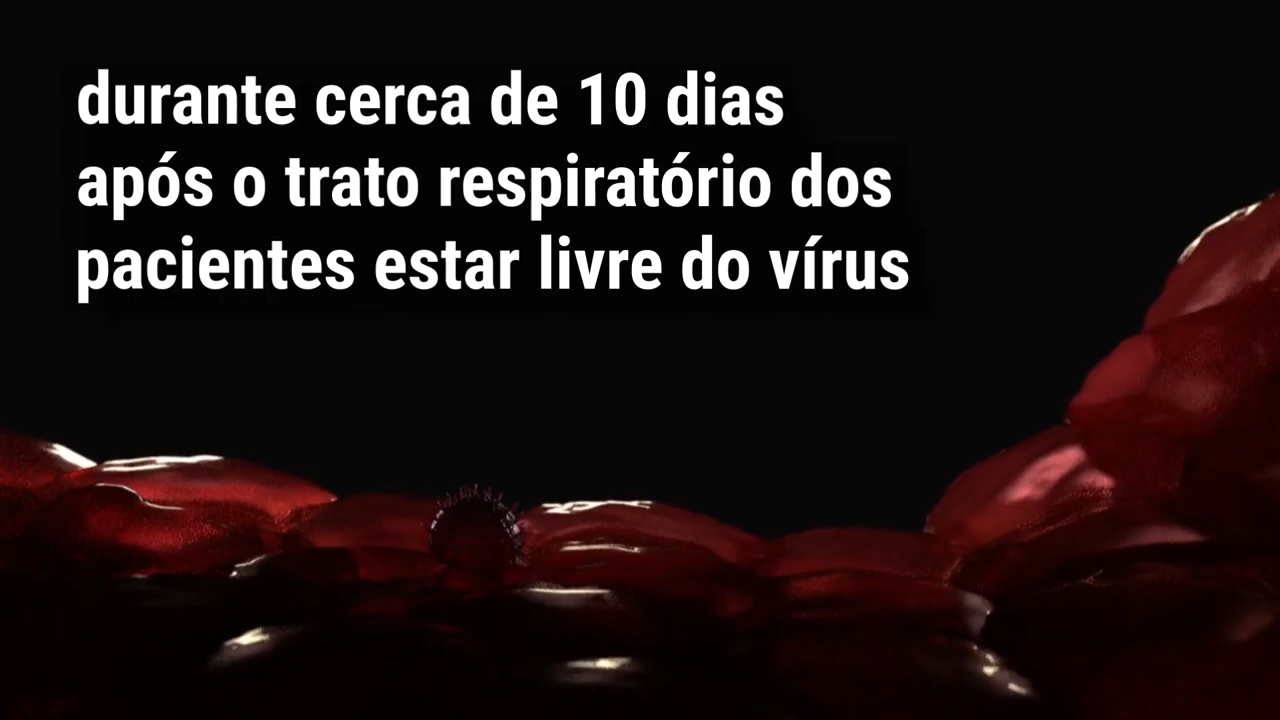 durante cerca de 10 dias
após o trato respiratório dos
pacientes estar livre do vírus